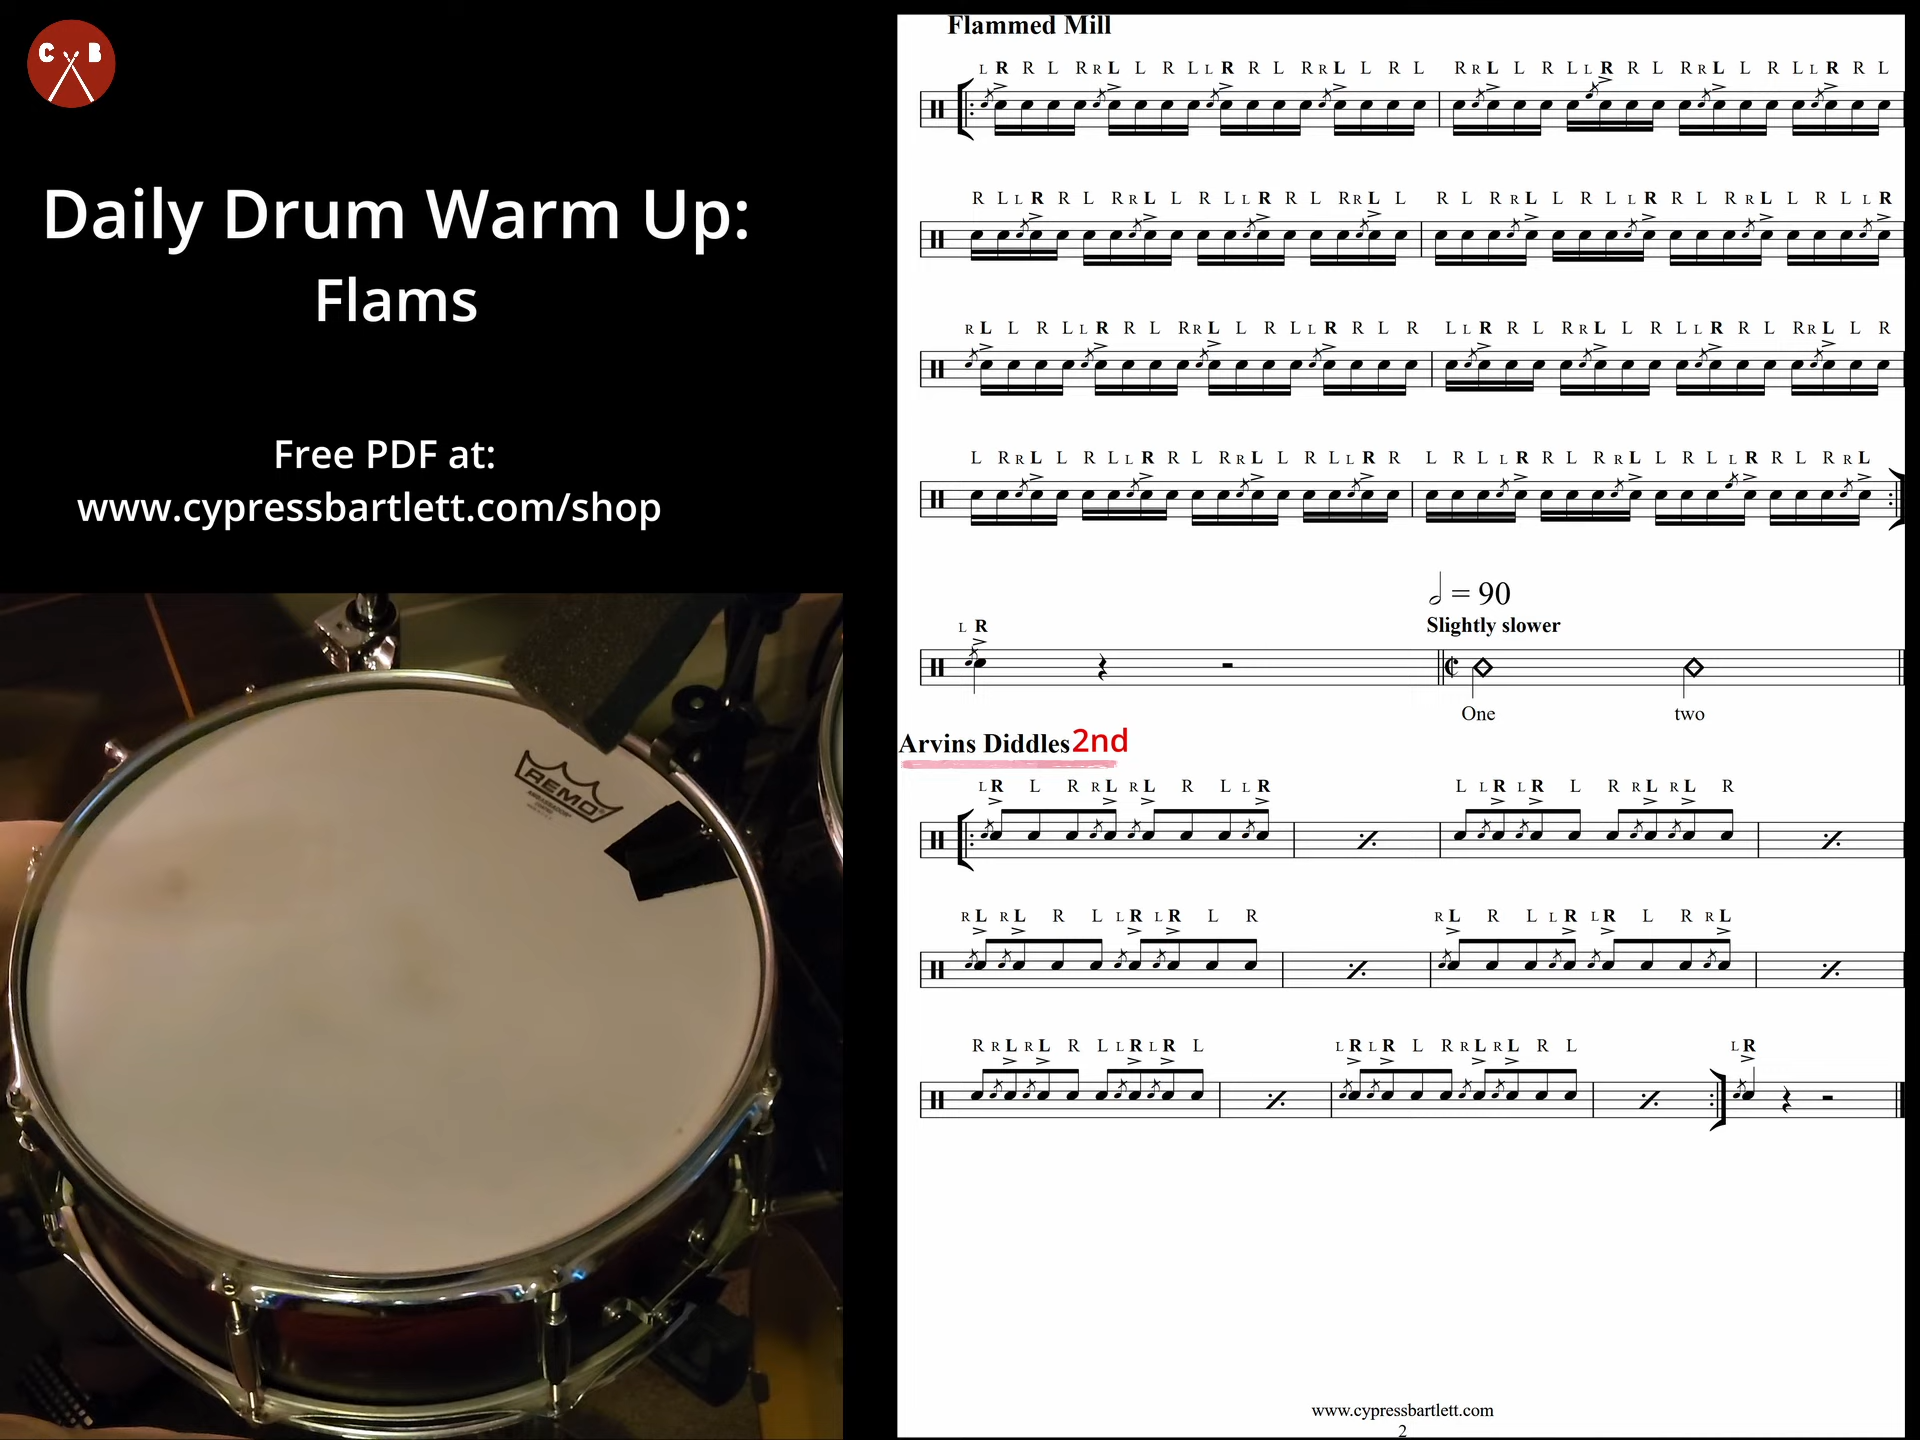 C B
Daily Drum Warm Up:
Flams
Free PDF at:
www.cypressbartlett.com/shop
REMO
Flammed Mill
L R R L R R L L R L L R R L R R L L R L R R L L R L L R R L R R L L R L L R R L
R L L R R L R R L L R L L R R L R R L L R L R R L L R L L R R L R R L L R L L R
R L L R L L R R L R R L L R L L R R L R L L R R L R R L L R L L R R L R R L L R
L R R L L R L L R R L R R L L R L L R R L R L L R R L R R L L R L L R R L R R L
= 90
L R
Slightly slower
One two
Arvins Diddles 2nd
L R L R R L R L R L L R L L R L R L R R L R L R
R L R L R L L R L R L R R L R L L R L R L R R L
R R L R L R L L R L R L L R L R L R R L R L R L L R
www.cypressbartlett.com
2